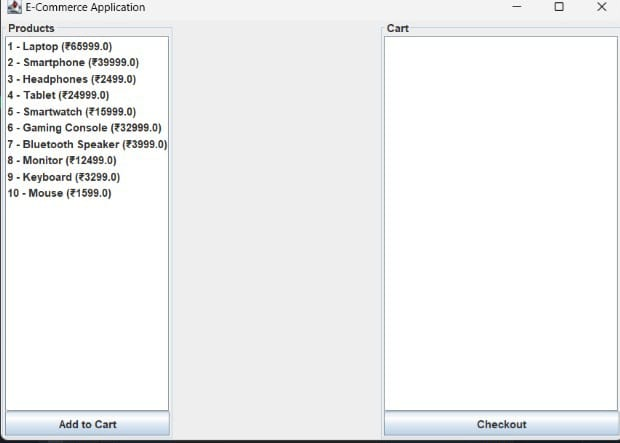 E-Commerce Application
Products
1 - Laptop (₹65999.0)
2 - Smartphone (₹39999.0)
3 - Headphones (₹2499.0)
4 - Tablet (₹24999.0)
5 - Smartwatch (₹15999.0)
6 - Gaming Console (₹32999.0)
7 - Bluetooth Speaker (₹3999.0)
8 - Monitor (₹12499.0)
9 - Keyboard (₹3299.0)
10 - Mouse (₹1599.0)
Add to Cart
Cart
Checkout